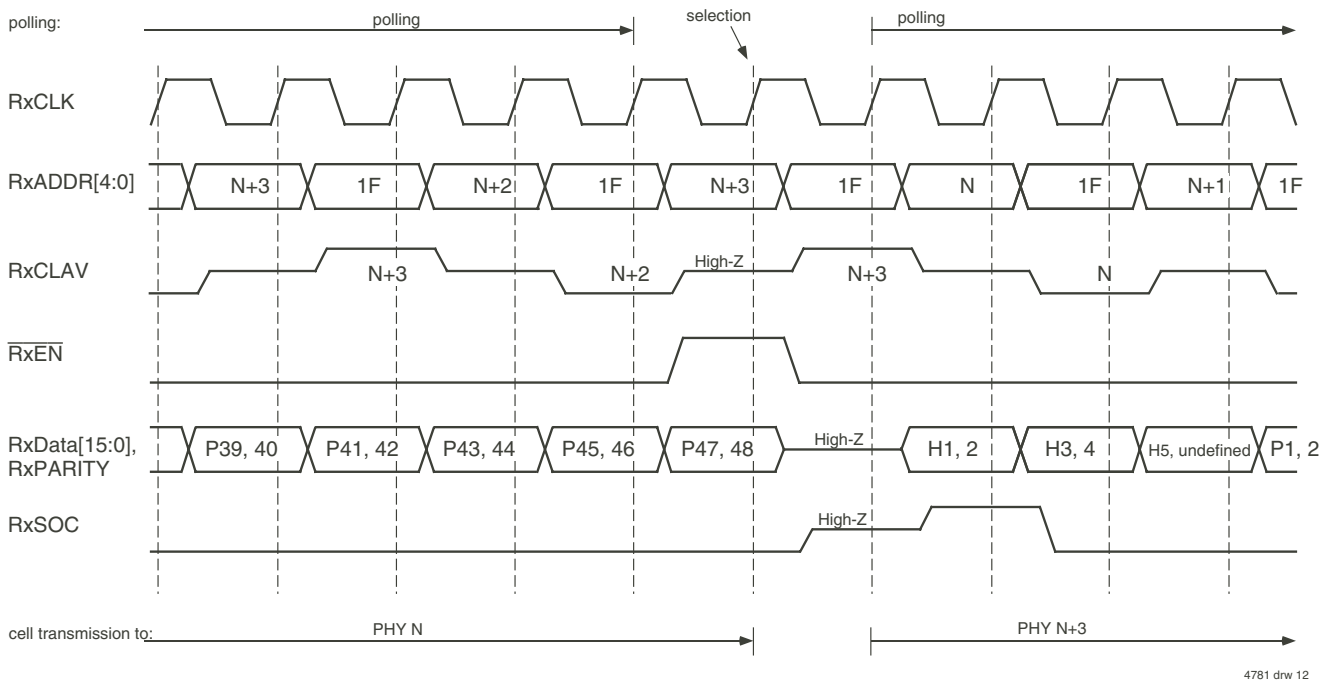 polling:
polling
selection
polling
RxCLK
RxADDR[4:0]
N+3
1F
N+2
1F
N+3
1F
N
1F
N+1
1F
RxCLAV
N+3
N+2
High-Z
N+3
N
RxEN
RxData[15:0],
RxPARITY
P39, 40
P41, 42
P43, 44
P45, 46
P47, 48
High-Z
H1, 2
H3, 4
H5, undefined
P1, 2
RxSOC
High-Z
cell transmission to:
PHY N
PHY N+3
4781 drw 12